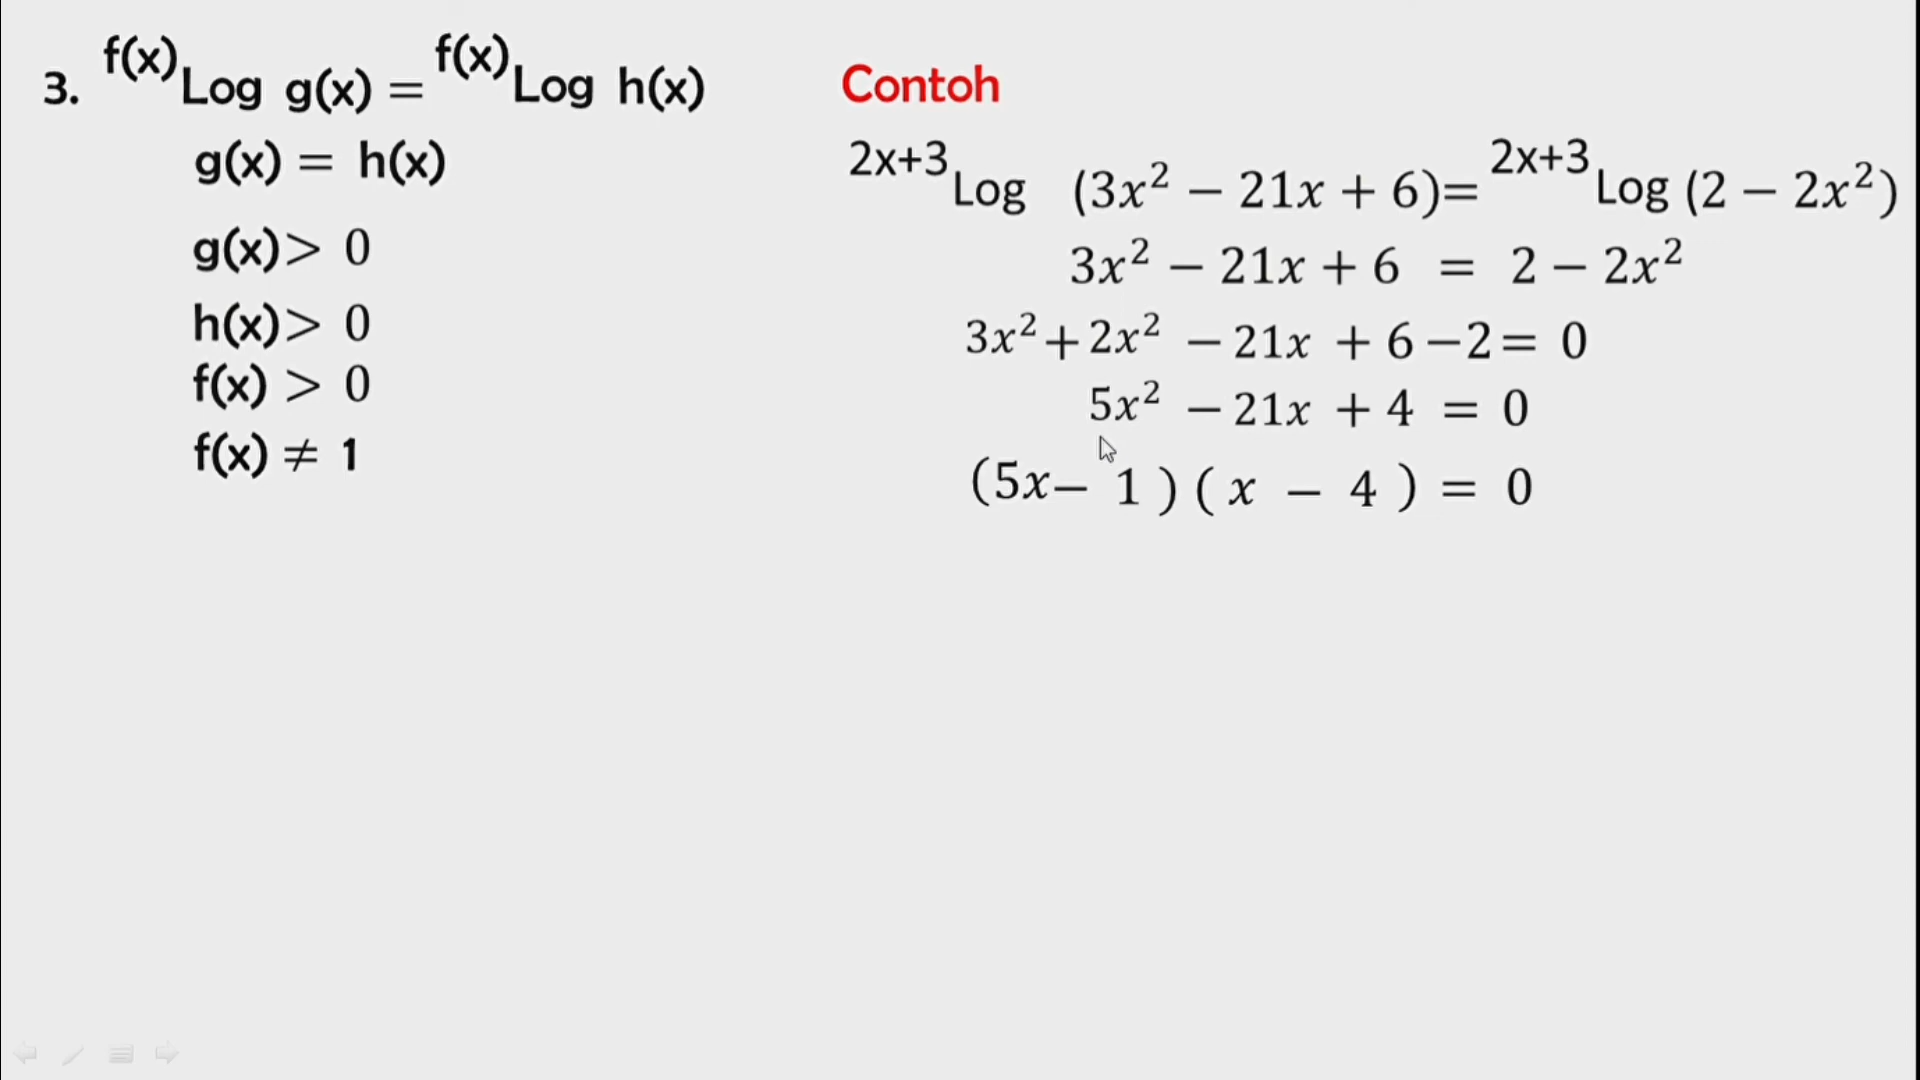 3. f(x)Log g(x) = f(x)Log h(x)
g(x) = h(x)
g(x) > 0
h(x) > 0
f(x) > 0
f(x) ≠ 1
Contoh
2x+3Log (3x² − 21x + 6)= 2x+3Log (2 − 2x²)
3x² − 21x + 6 = 2 − 2x²
3x²+2x² − 21x + 6 −2= 0
5x² − 21x + 4 = 0
(5x− 1 ) ( x − 4 ) = 0